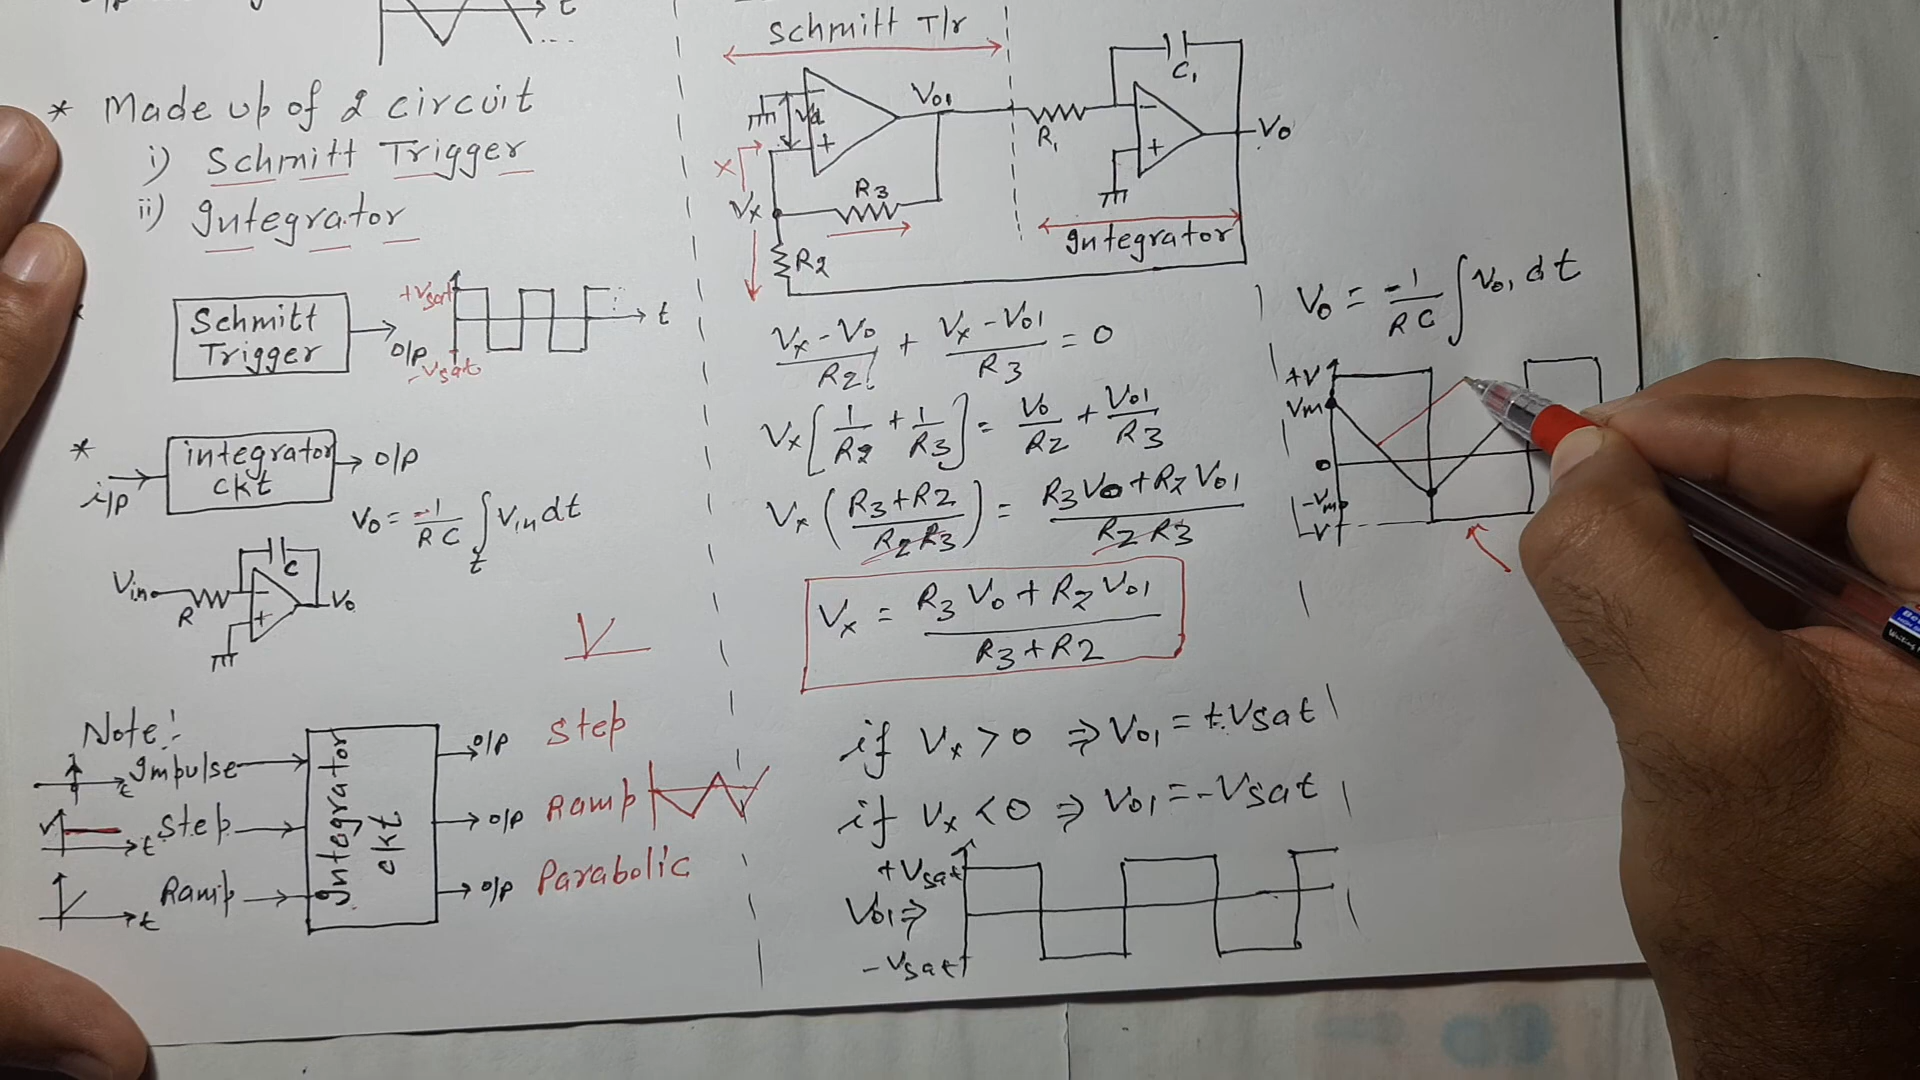 t
* Made up of 2 circuit
i) Schmitt Trigger
ii) Integrator
Schmitt Trigger
O/P
+Vsat
-Vsat
t
*
i/P
integrator ckt
O/P
Vo = -1/RC ∫t Vin dt
Vin
R
C
-
+
Vo
Note:-
Impulse
t
Step
t
Ramp
t
Integrator ckt
O/P Step
O/P Ramp
O/P Parabolic
Schmitt T/r
Vd
+
Vo1
X
Vx
R3
R2
R1
C1
-
+
Vo
Integrator
Vx-Vo/R2 + Vx-Vo1/R3 = 0
Vx[1/R2 + 1/R3] = Vo/R2 + Vo1/R3
Vx(R3+R2/R2R3) = R3Vo+R2Vo1/R2R3
Vx = R3Vo + R2Vo1/R3+R2
if Vx > 0 ⇒ Vo1 = +Vsat
if Vx < 0 ⇒ Vo1 = -Vsat
+Vsat
Vo1⇒
-Vsat
Vo = -1/RC ∫ Vo1 dt
+V
Vm
0
-Vm
-V